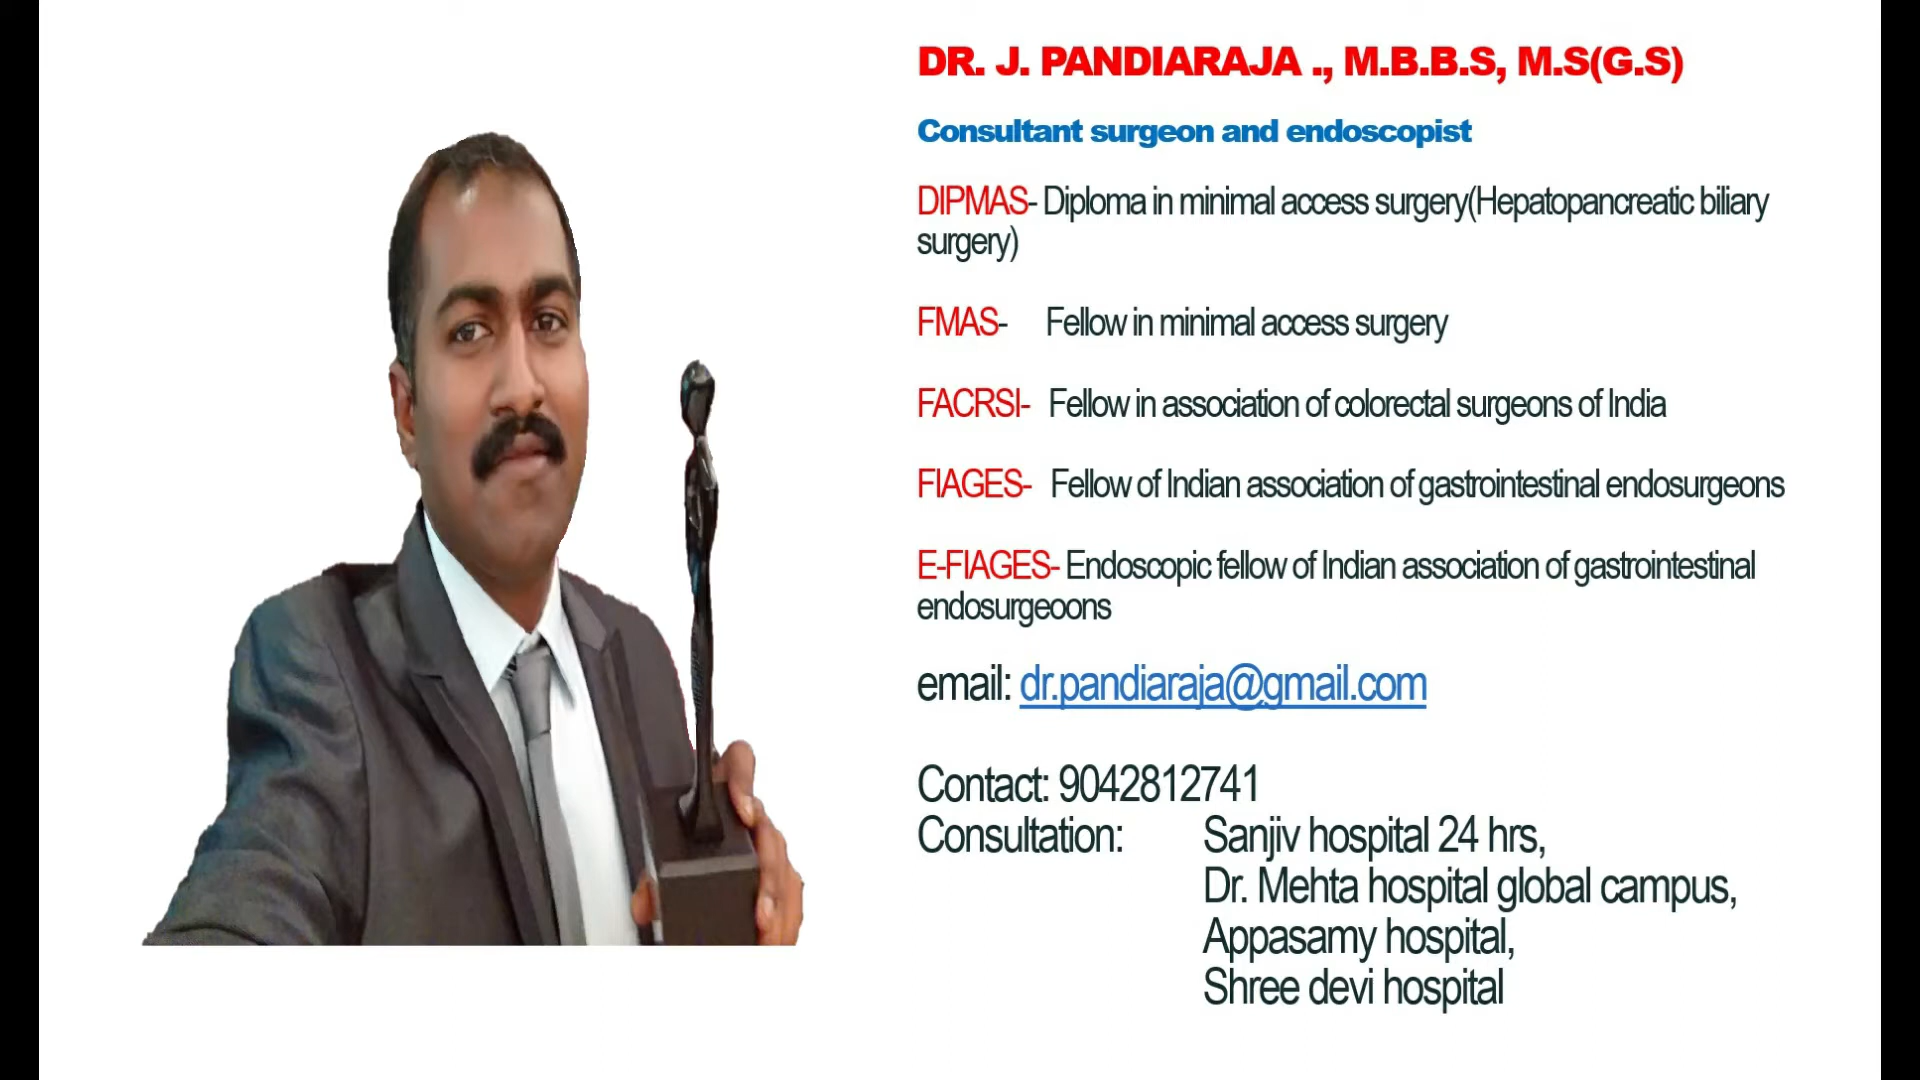 DR. J. PANDIARAJA ., M.B.B.S, M.S(G.S)
Consultant surgeon and endoscopist
DIPMAS- Diploma in minimal access surgery(Hepatopancreatic biliary
surgery)
FMAS- Fellow in minimal access surgery
FACRSI- Fellow in association of colorectal surgeons of India
FIAGES- Fellow of Indian association of gastrointestinal endosurgeons
E-FIAGES- Endoscopic fellow of Indian association of gastrointestinal
endosurgeoons
email: dr.pandiaraja@gmail.com
Contact: 9042812741
Consultation: Sanjiv hospital 24 hrs,
Dr. Mehta hospital global campus,
Appasamy hospital,
Shree devi hospital